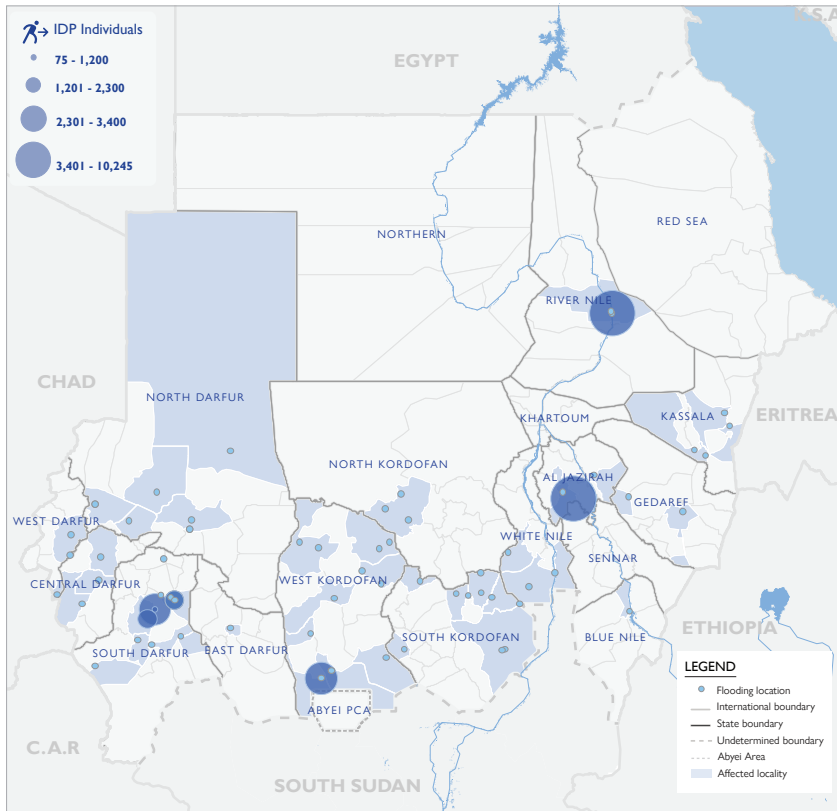 IDP Individuals
75 - 1,200
1,201 - 2,300
2,301 - 3,400
3,401 - 10,245
EGYPT
RED SEA
NORTHERN
RIVER NILE
CHAD
NORTH DARFUR
KASSALA
ERITREA
KHARTOUM
NORTH KORDOFAN
AL JAZIRAH
GEDAREF
WEST DARFUR
WHITE NILE
SENNAR
CENTRAL DARFUR
WEST KORDOFAN
ETHIOPIA
SOUTH KORDOFAN
BLUE NILE
SOUTH DARFUR
EAST DARFUR
ABYEI PCA
C.A.R
SOUTH SUDAN
LEGEND
Flooding location
International boundary
State boundary
Undetermined boundary
Abyei Area
Affected locality